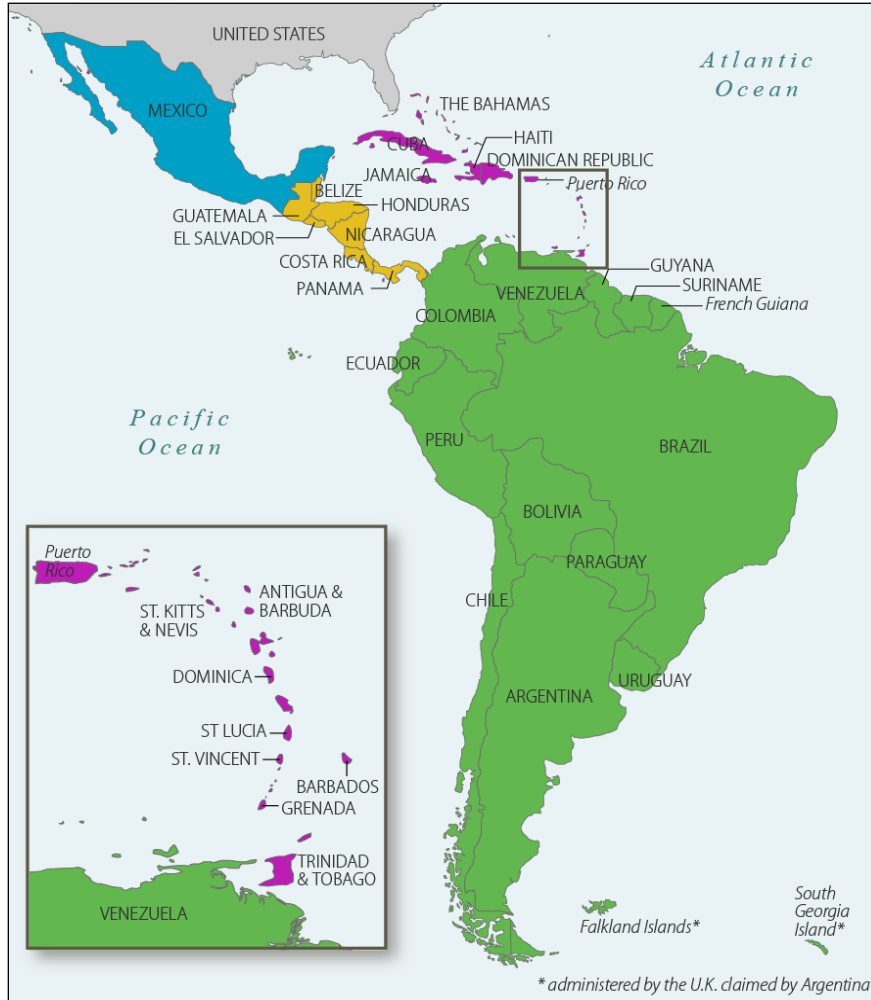 UNITED STATES
Atlantic
Ocean
MEXICO
THE BAHAMAS
CUBA
HAITI
DOMINICAN REPUBLIC
JAMAICA
Puerto Rico
BELIZE
HONDURAS
GUATEMALA
EL SALVADOR
NICARAGUA
COSTA RICA
PANAMA
GUYANA
SURINAME
French Guiana
VENEZUELA
COLOMBIA
ECUADOR
Pacific
Ocean
PERU
BRAZIL
BOLIVIA
PARAGUAY
CHILE
URUGUAY
ARGENTINA
Puerto
Rico
ANTIGUA &
BARBUDA
ST. KITTS
& NEVIS
DOMINICA
ST LUCIA
ST. VINCENT
BARBADOS
GRENADA
TRINIDAD
& TOBAGO
VENEZUELA
Falkland Islands*
South
Georgia
Island*
* administered by the U.K. claimed by Argentina